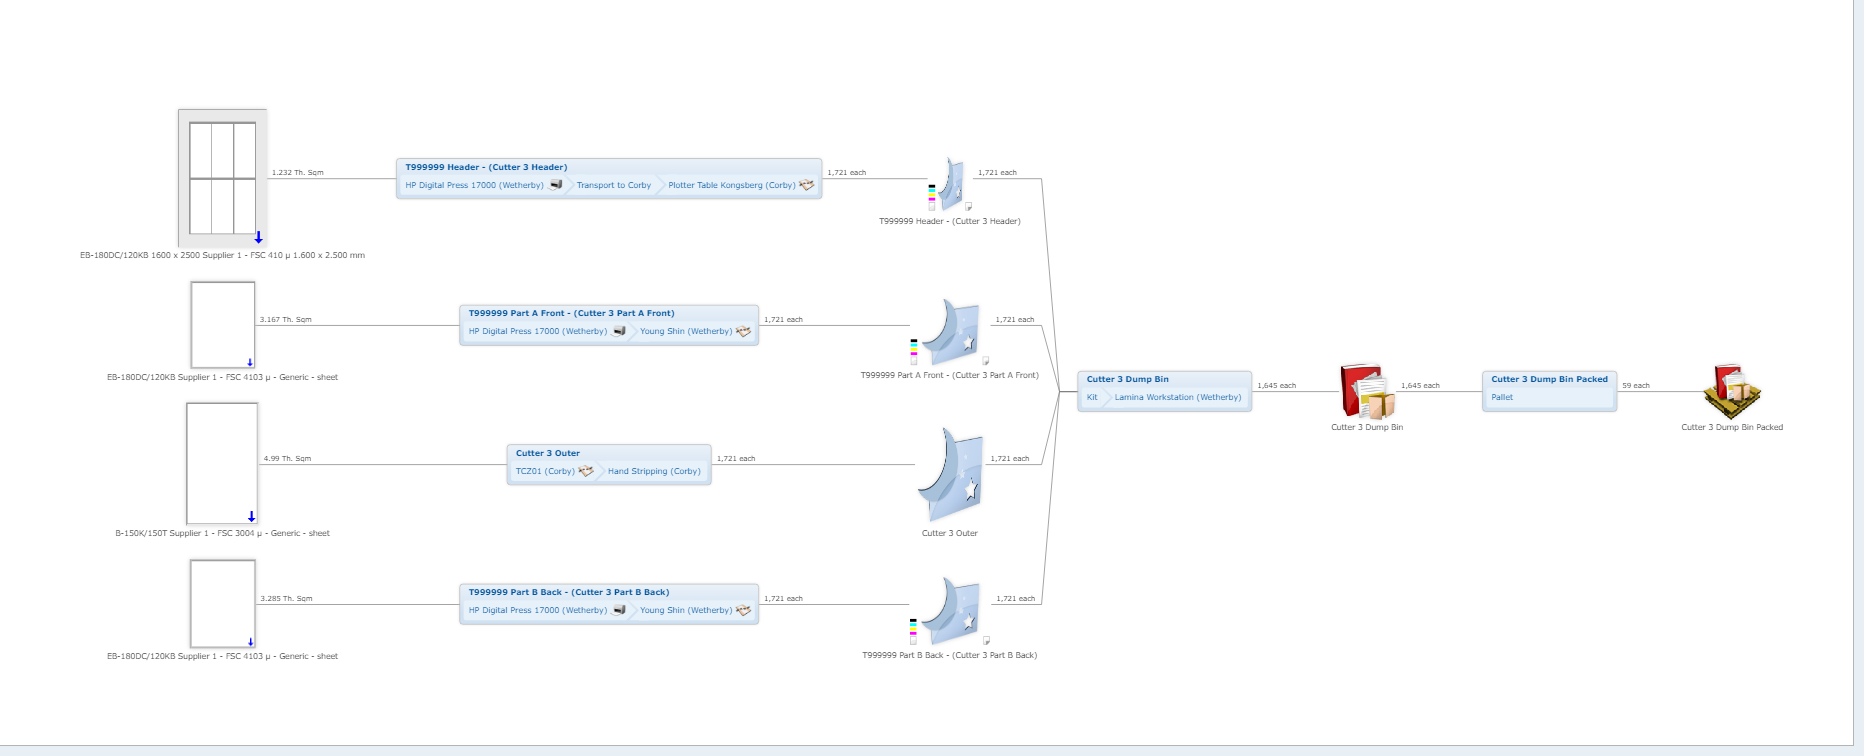 1.232 Th. Sqm
T999999 Header - (Cutter 3 Header)
HP Digital Press 17000 (Wetherby) Transport to Corby Plotter Table Kongsberg (Corby)
1,721 each
1,721 each
T999999 Header - (Cutter 3 Header)
EB-180DC/120KB 1600 x 2500 Supplier 1 - FSC 410 µ 1.600 x 2.500 mm
3.167 Th. Sqm
T999999 Part A Front - (Cutter 3 Part A Front)
HP Digital Press 17000 (Wetherby) Young Shin (Wetherby)
1,721 each
1,721 each
T999999 Part A Front - (Cutter 3 Part A Front)
EB-180DC/120KB Supplier 1 - FSC 4103 µ - Generic - sheet
4.99 Th. Sqm
Cutter 3 Outer
TCZ01 (Corby) Hand Stripping (Corby)
1,721 each
1,721 each
Cutter 3 Outer
B-150K/150T Supplier 1 - FSC 3004 µ - Generic - sheet
3.285 Th. Sqm
T999999 Part B Back - (Cutter 3 Part B Back)
HP Digital Press 17000 (Wetherby) Young Shin (Wetherby)
1,721 each
1,721 each
T999999 Part B Back - (Cutter 3 Part B Back)
EB-180DC/120KB Supplier 1 - FSC 4103 µ - Generic - sheet
Cutter 3 Dump Bin
Kit Lamina Workstation (Wetherby)
1,645 each
Cutter 3 Dump Bin
1,645 each
Cutter 3 Dump Bin Packed
Pallet
59 each
Cutter 3 Dump Bin Packed